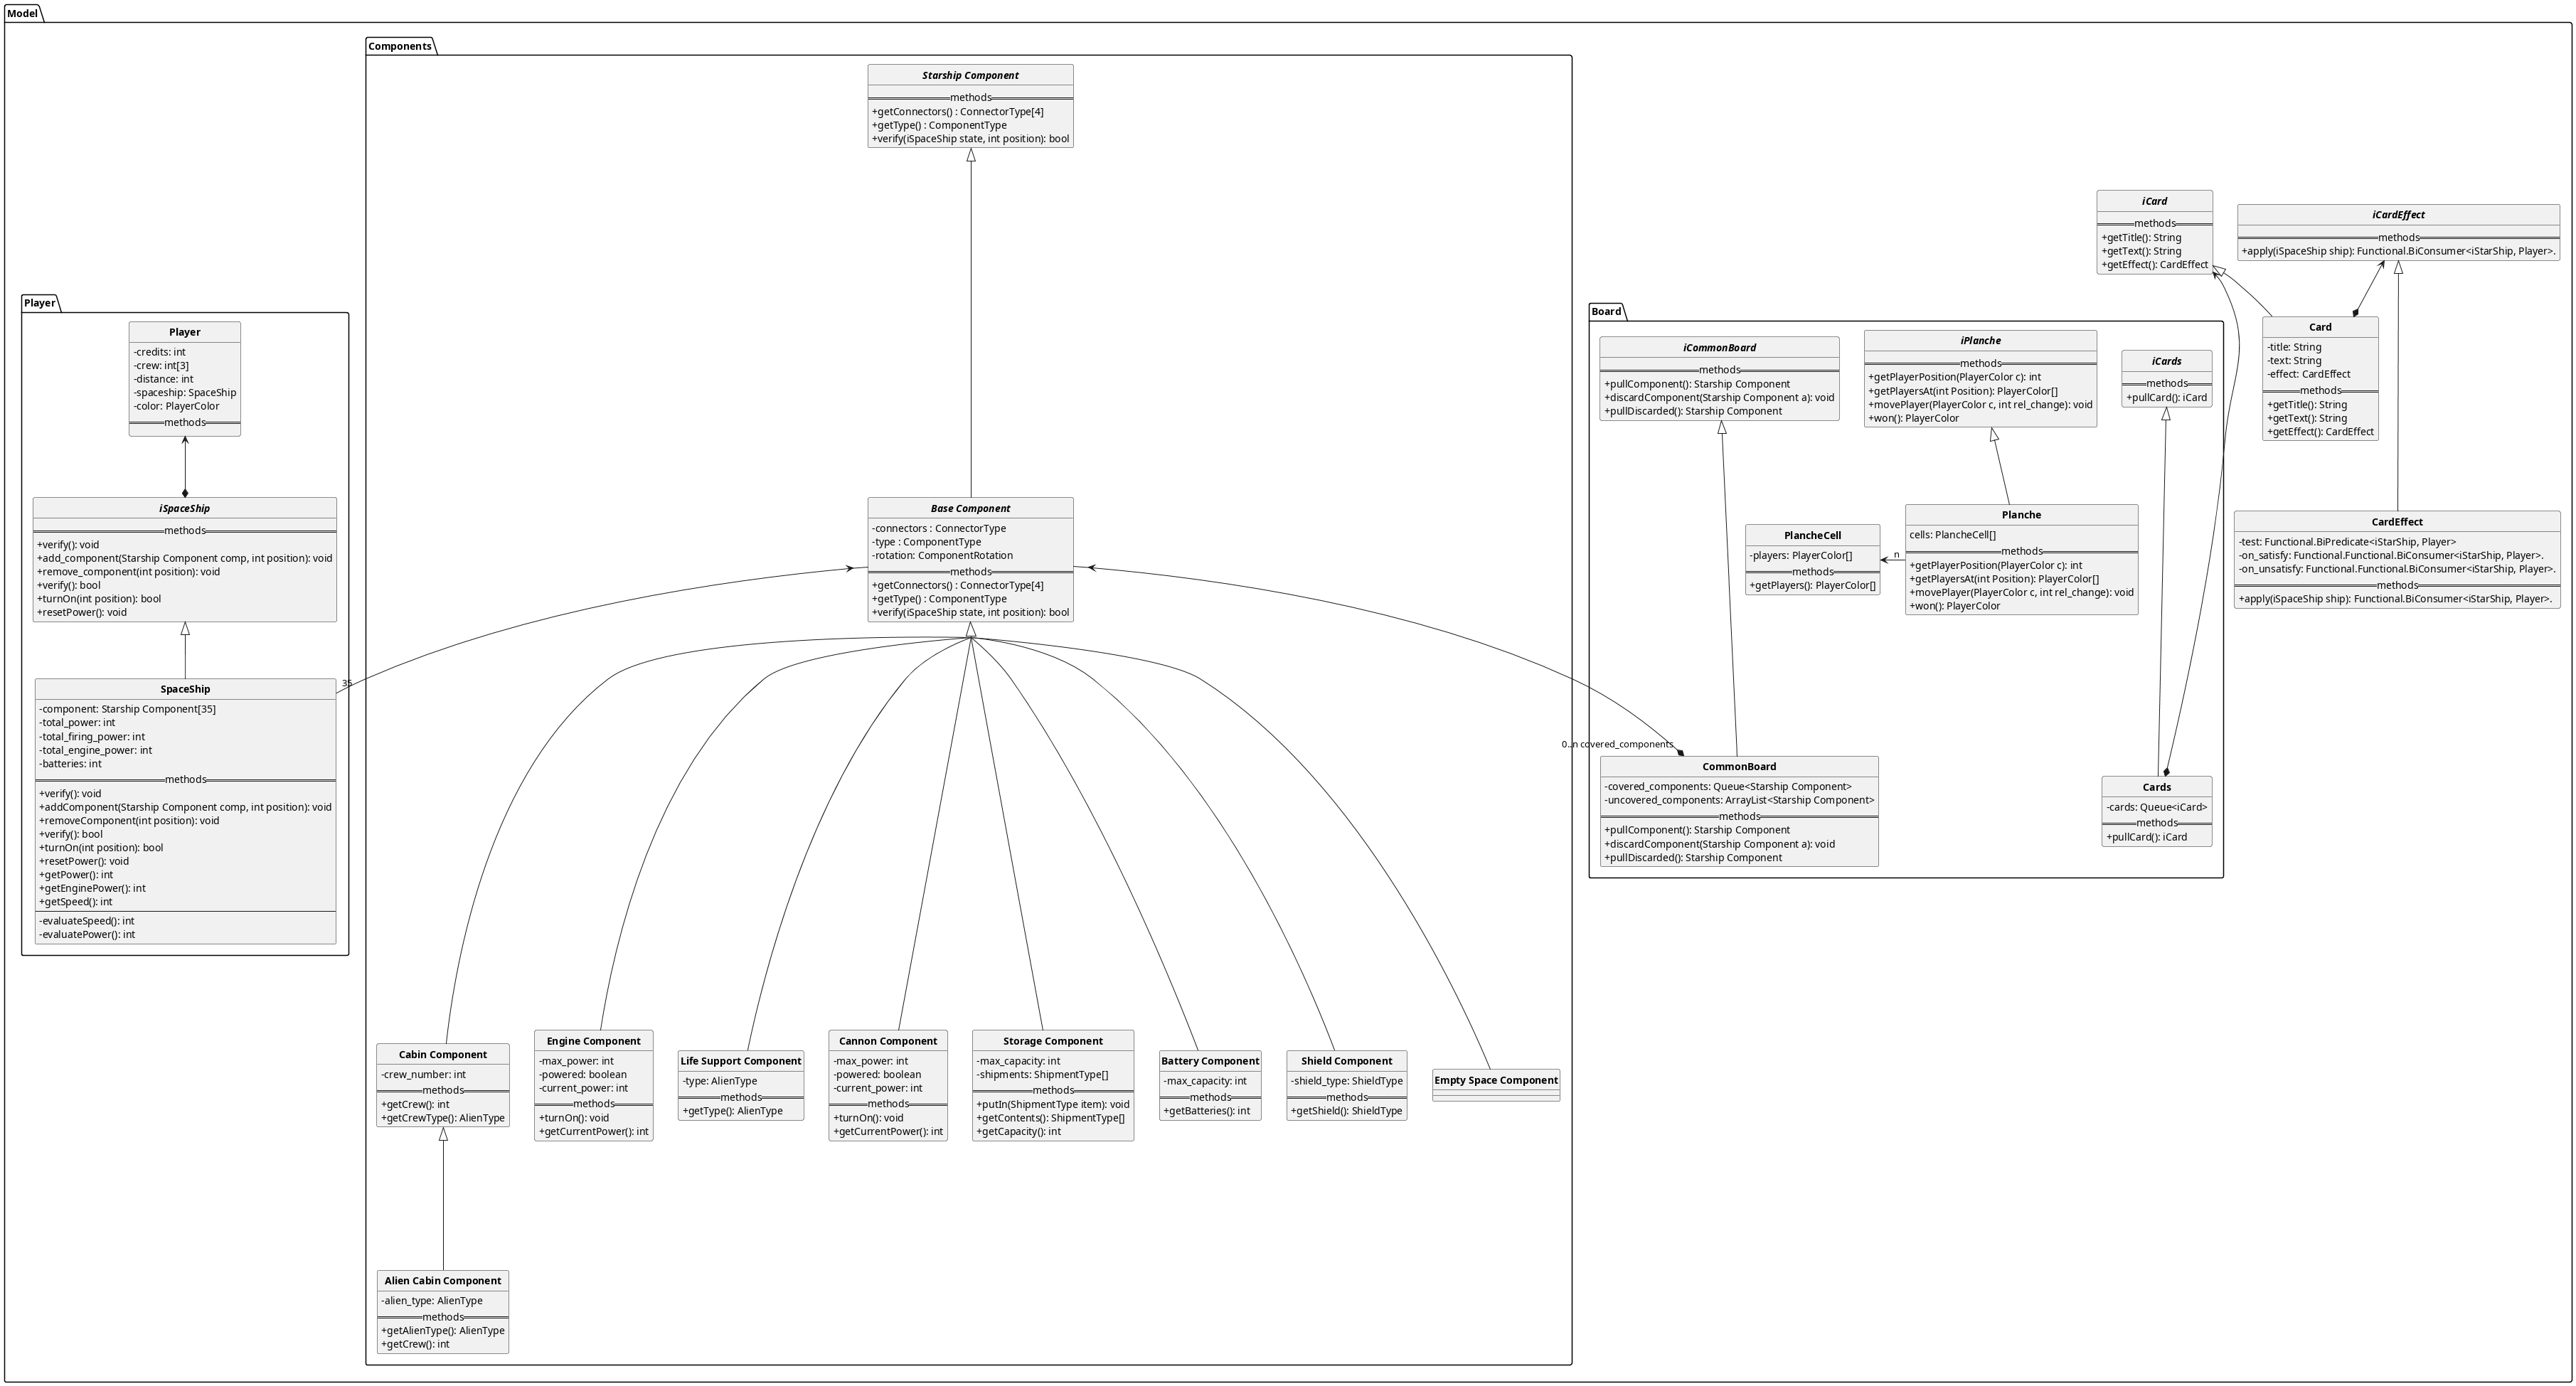 Model
Components
Starship Component
methods
+getConnectors() : ConnectorType[4]
+getType() : ComponentType
+verify(iSpaceShip state, int position): bool
Base Component
-connectors : ConnectorType
-type : ComponentType
-rotation: ComponentRotation
methods
+getConnectors() : ConnectorType[4]
+getType() : ComponentType
+verify(iSpaceShip state, int position): bool
Cabin Component
-crew_number: int
methods
+getCrew(): int
+getCrewType(): AlienType
Engine Component
-max_power: int
-powered: boolean
-current_power: int
methods
+turnOn(): void
+getCurrentPower(): int
Life Support Component
-type: AlienType
methods
+getType(): AlienType
Cannon Component
-max_power: int
-powered: boolean
-current_power: int
methods
+turnOn(): void
+getCurrentPower(): int
Storage Component
-max_capacity: int
-shipments: ShipmentType[]
methods
+putIn(ShipmentType item): void
+getContents(): ShipmentType[]
+getCapacity(): int
Battery Component
-max_capacity: int
methods
+getBatteries(): int
Shield Component
-shield_type: ShieldType
methods
+getShield(): ShieldType
Empty Space Component
Alien Cabin Component
-alien_type: AlienType
methods
+getAlienType(): AlienType
+getCrew(): int
Player
Player
-credits: int
-crew: int[3]
-distance: int
-spaceship: SpaceShip
-color: PlayerColor
methods
iSpaceShip
methods
+verify(): void
+add_component(Starship Component comp, int position): void
+remove_component(int position): void
+verify(): bool
+turnOn(int position): bool
+resetPower(): void
SpaceShip
-component: Starship Component[35]
-total_power: int
-total_firing_power: int
-total_engine_power: int
-batteries: int
methods
+verify(): void
+addComponent(Starship Component comp, int position): void
+removeComponent(int position): void
+verify(): bool
+turnOn(int position): bool
+resetPower(): void
+getPower(): int
+getEnginePower(): int
+getSpeed(): int
-evaluateSpeed(): int
-evaluatePower(): int
35
Board
iCommonBoard
methods
+pullComponent(): Starship Component
+discardComponent(Starship Component a): void
+pullDiscarded(): Starship Component
iPlanche
methods
+getPlayerPosition(PlayerColor c): int
+getPlayersAt(int Position): PlayerColor[]
+movePlayer(PlayerColor c, int rel_change): void
+won(): PlayerColor
iCards
methods
+pullCard(): iCard
PlancheCell
-players: PlayerColor[]
methods
+getPlayers(): PlayerColor[]
n
Planche
cells: PlancheCell[]
methods
+getPlayerPosition(PlayerColor c): int
+getPlayersAt(int Position): PlayerColor[]
+movePlayer(PlayerColor c, int rel_change): void
+won(): PlayerColor
0..n covered_components
CommonBoard
-covered_components: Queue<Starship Component>
-uncovered_components: ArrayList<Starship Component>
methods
+pullComponent(): Starship Component
+discardComponent(Starship Component a): void
+pullDiscarded(): Starship Component
Cards
-cards: Queue<iCard>
methods
+pullCard(): iCard
iCard
methods
+getTitle(): String
+getText(): String
+getEffect(): CardEffect
iCardEffect
methods
+apply(iSpaceShip ship): Functional.BiConsumer<iStarShip, Player>.
Card
-title: String
-text: String
-effect: CardEffect
methods
+getTitle(): String
+getText(): String
+getEffect(): CardEffect
CardEffect
-test: Functional.BiPredicate<iStarShip, Player>
-on_satisfy: Functional.Functional.BiConsumer<iStarShip, Player>.
-on_unsatisfy: Functional.Functional.BiConsumer<iStarShip, Player>.
methods
+apply(iSpaceShip ship): Functional.BiConsumer<iStarShip, Player>.